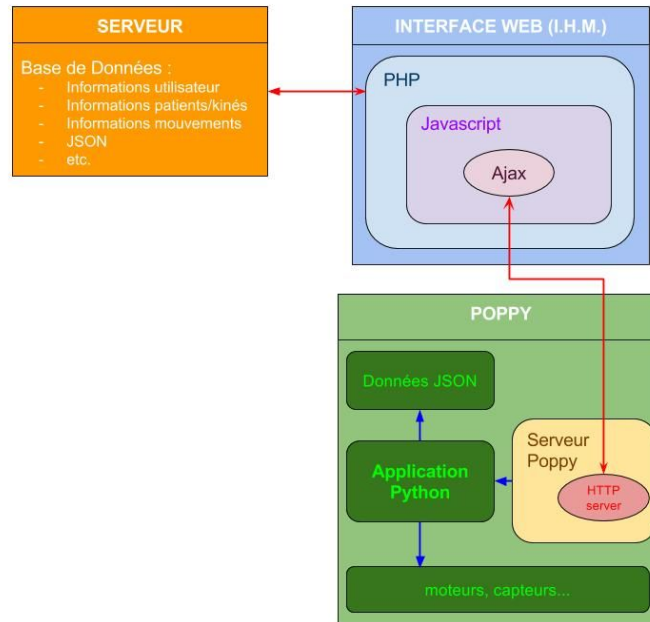 SERVEUR
Base de Données :
- Informations utilisateur
- Informations patients/kinés
- Informations mouvements
- JSON
- etc.
INTERFACE WEB (I.H.M.)
PHP
Javascript
Ajax
POPPY
Données JSON
Application
Python
Serveur
Poppy
HTTP
server
moteurs, capteurs...